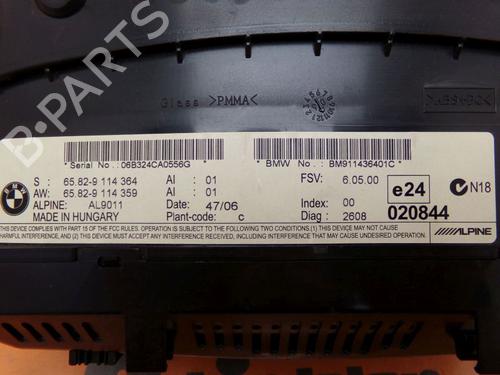 B-PARTS
Glass >PMMA<
* Serial No.: 06B324CA0556G *
* BMW No.: BM911436401C *
S : 65.82-9 114 364 AI : 01 FSV: 6.05.00
AW : 65.82-9 114 359 AI : 01
e24
N18
ALPINE: AL9011 Date: 47/06 Index: 00
MADE IN HUNGARY Plant-code: c Diag : 2608
020844
THIS DEVICE COMPLIES WITH PART 15 OF THE FCC RULES. OPERATION IS SUBJECT TO THE FOLLOWING TWO CONDITIONS: (1) THIS DEVICE MAY NOT CAUSE
HARMFUL INTERFERENCE, AND (2) THIS DEVICE MUST ACCEPT ANY INTERFERENCE RECEIVED, INCLUDING INTERFERENCE THAT MAY CAUSE UNDESIRED OPERATION.
ALPINE